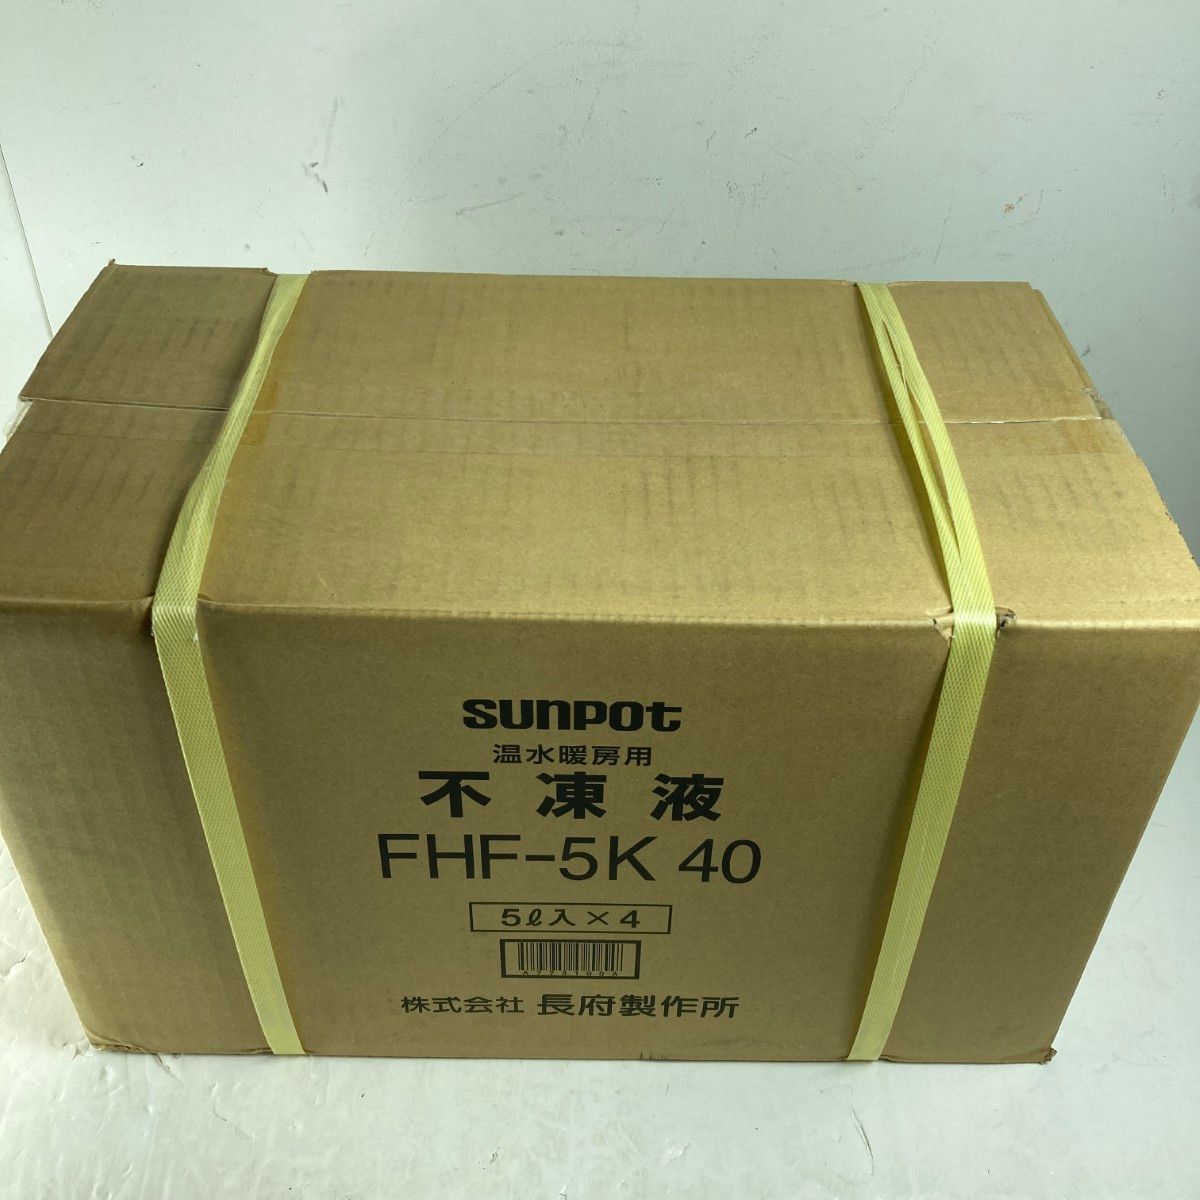 sunpot
温水暖房用
不凍液
FHF-5K 40
5ℓ入×4
株式会社 長府製作所